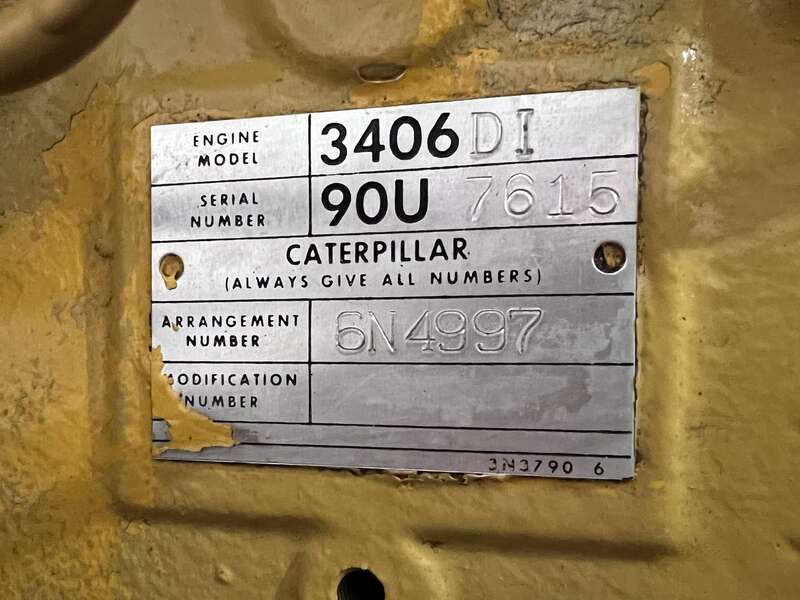 ENGINE MODEL 3406 DI
SERIAL NUMBER 90U 7615
CATERPILLAR
(ALWAYS GIVE ALL NUMBERS)
ARRANGEMENT NUMBER 6N4997
MODIFICATION NUMBER
3N3790 6